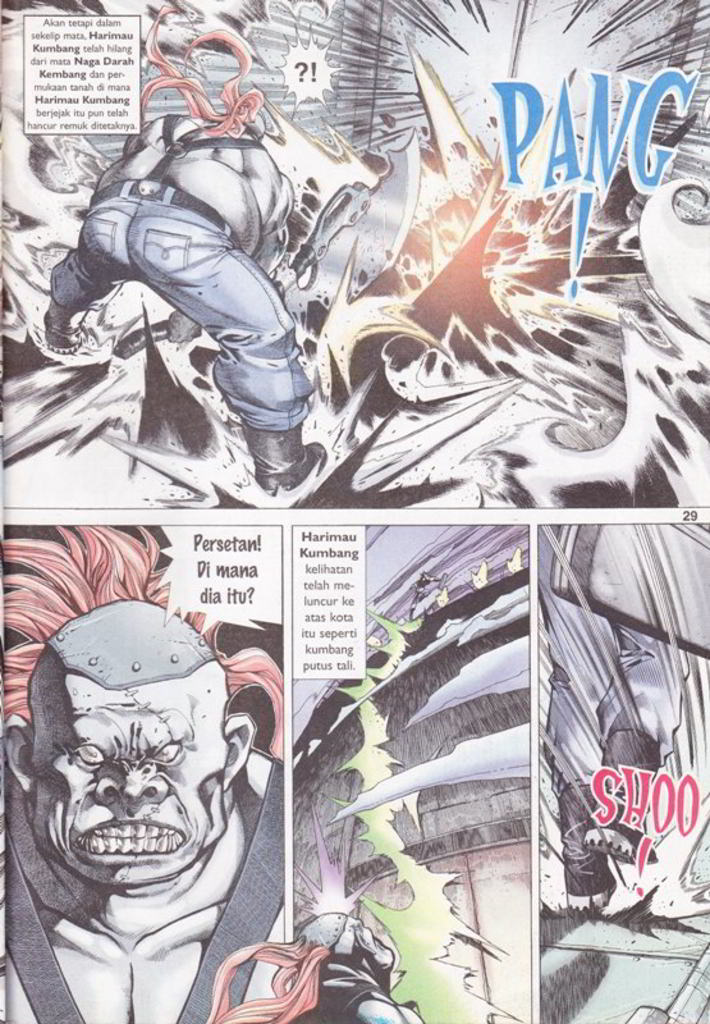 Akan tetapi dalam
sekelip mata, Harimau
Kumbang telah hilang
dari mata Naga Darah
Kembang dan per-
mukaan tanah di mana
Harimau Kumbang
berjejak itu pun telah
hancur remuk ditetaknya.
?!
PANG!
29
Persetan!
Di mana
dia itu?
Harimau
Kumbang
kelihatan
telah me-
luncur ke
atas kota
itu seperti
kumbang
putus tali.
SHOO!